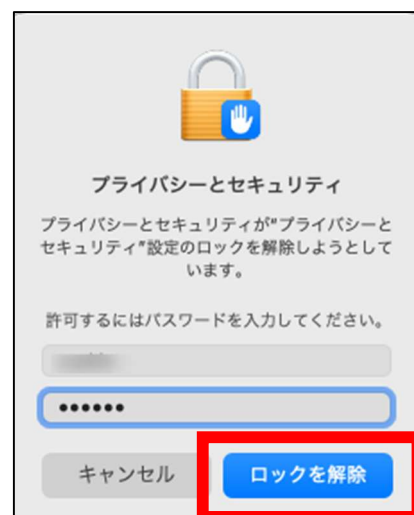 プライバシーとセキュリティ
プライバシーとセキュリティが"プライバシーと
セキュリティ"設定のロックを解除しようとして
います。
許可するにはパスワードを入力してください。
••••••
キャンセル
ロックを解除